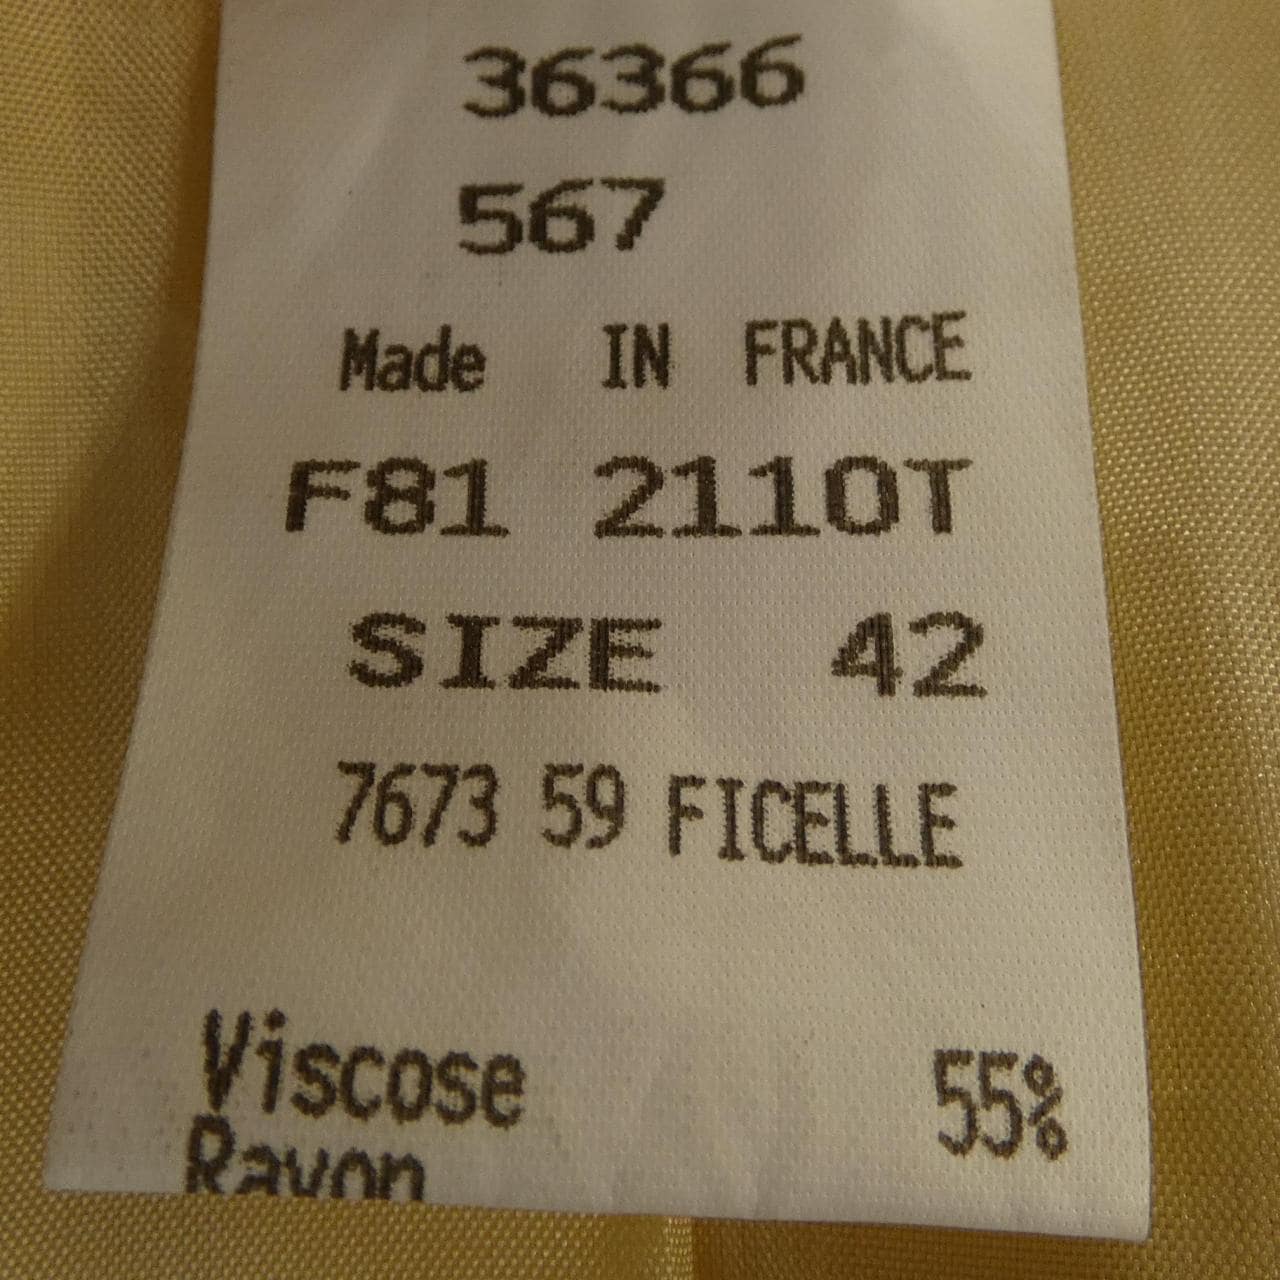 36366
567
Made IN FRANCE
F81 2110T
SIZE 42
7673 59 FICELLE
Viscose 55%
Rayon